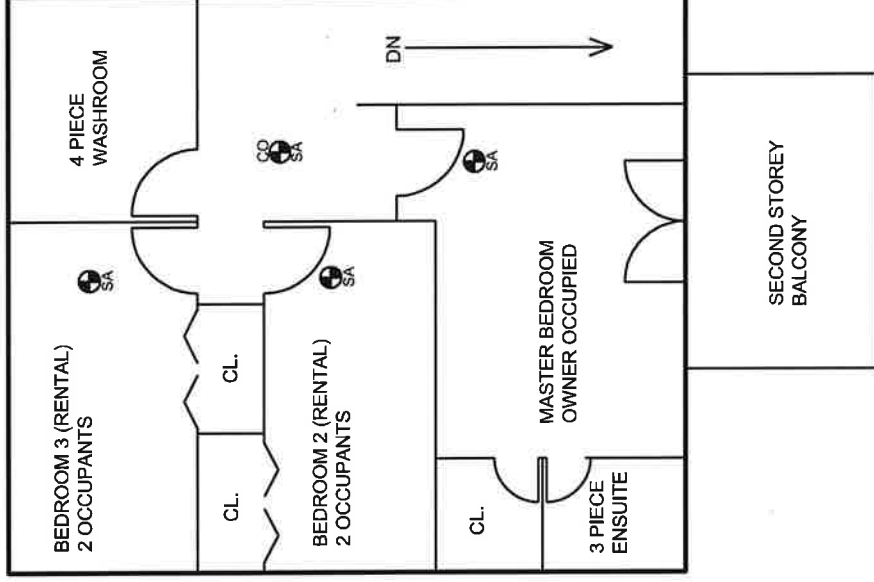 4 PIECE
WASHROOM
DN
CO
SA
SA
SA
SA
BEDROOM 3 (RENTAL)
2 OCCUPANTS
CL.
CL.
BEDROOM 2 (RENTAL)
2 OCCUPANTS
MASTER BEDROOM
OWNER OCCUPIED
CL.
3 PIECE
ENSUITE
SECOND STOREY
BALCONY